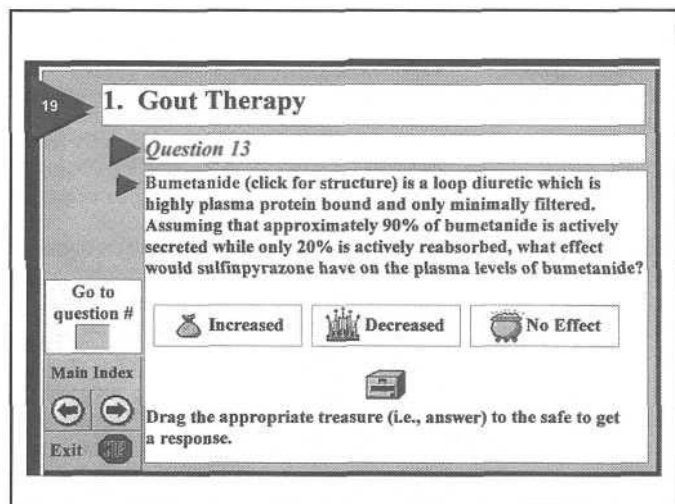 19
1. Gout Therapy
Question 13
Bumetanide (click for structure) is a loop diuretic which is
highly plasma protein bound and only minimally filtered.
Assuming that approximately 90% of bumetanide is actively
secreted while only 20% is actively reabsorbed, what effect
would sulfinpyrazone have on the plasma levels of bumetanide?
Go to
question #
Increased
Decreased
No Effect
Main Index
Drag the appropriate treasure (i.e., answer) to the safe to get
a response.
Exit